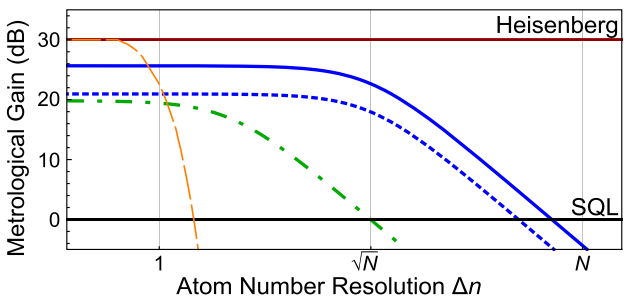 Heisenberg
30
20
10
SQL
0
1
√N
N
Atom Number Resolution Δn
Metrological Gain (dB)